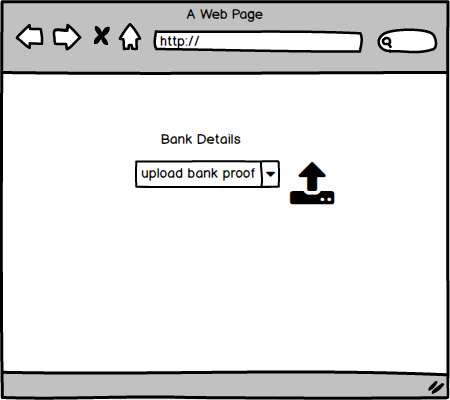 A Web Page
http://
Bank Details
upload bank proof